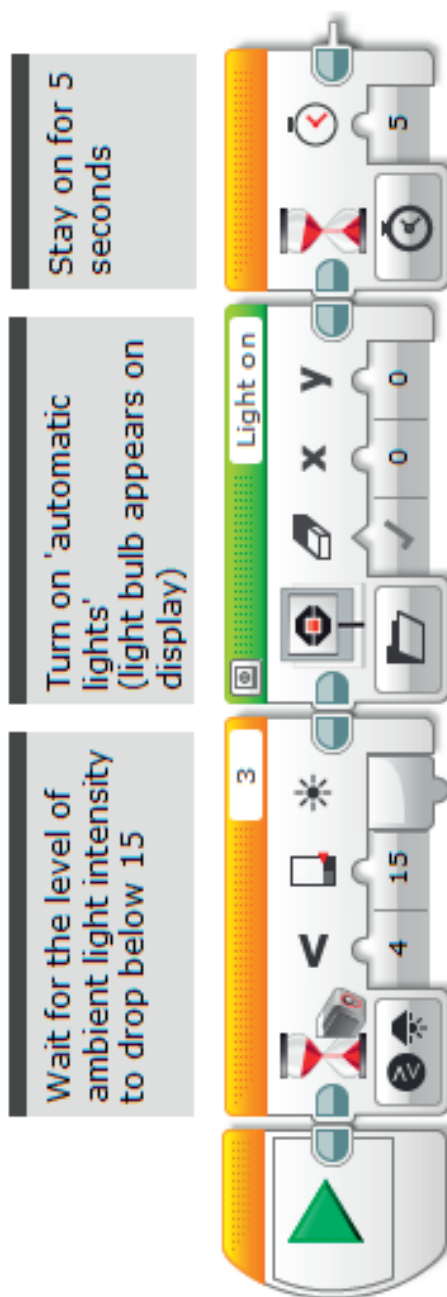 Wait for the level of
ambient light intensity
to drop below 15
Turn on 'automatic
lights'
(light bulb appears on
display)
Stay on for 5
seconds
3
<
4 15
Light on
x y
0 0
5